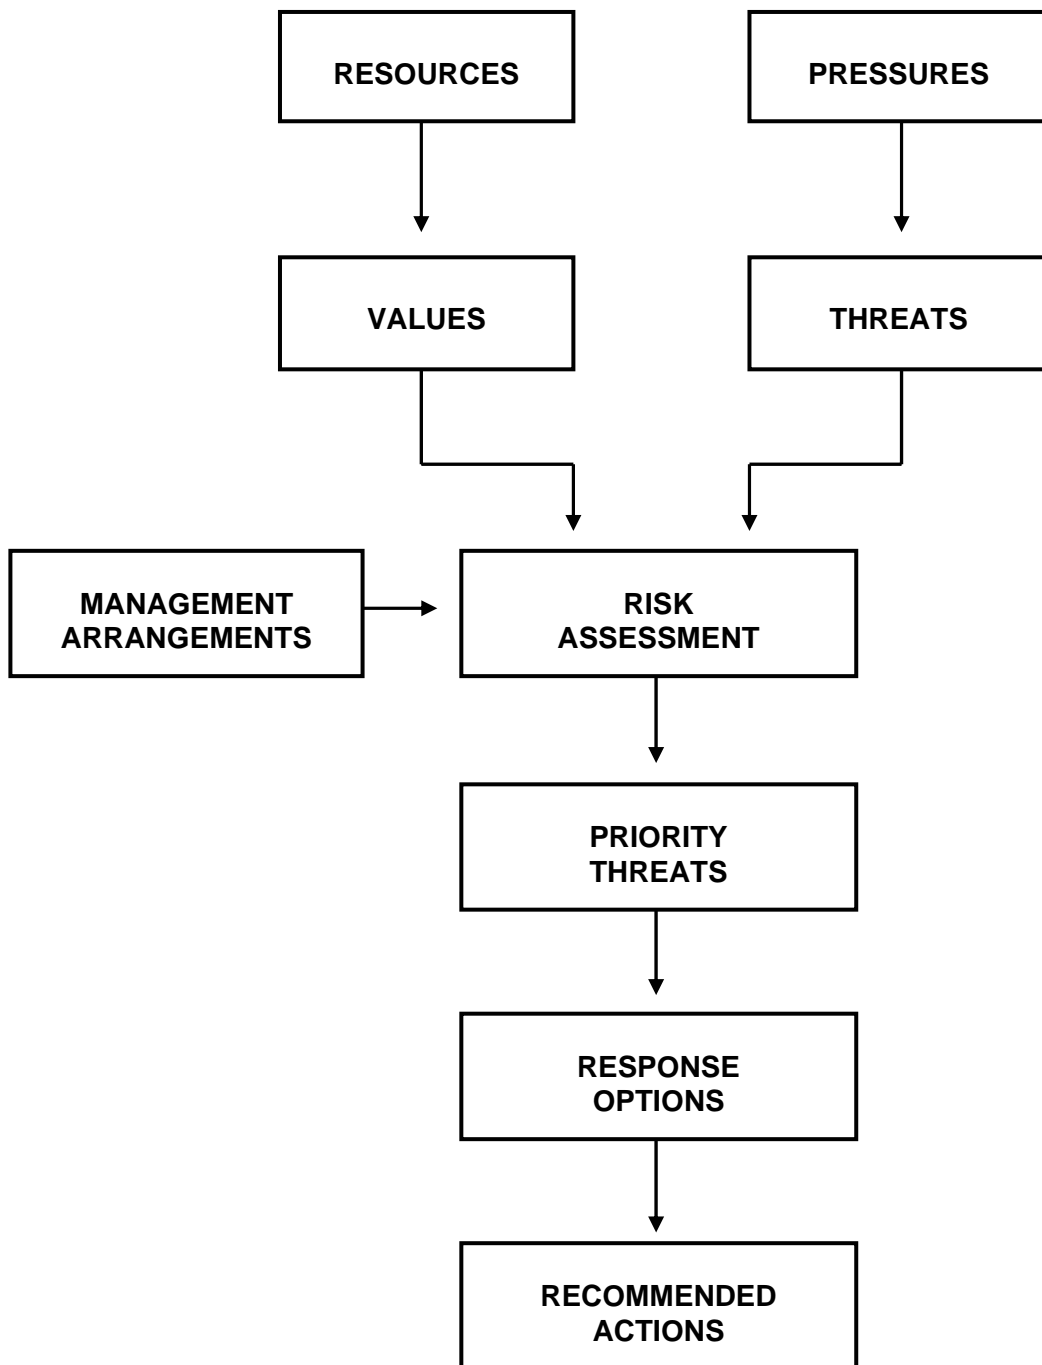 RESOURCES
PRESSURES
VALUES
THREATS
MANAGEMENT
ARRANGEMENTS
RISK
ASSESSMENT
PRIORITY
THREATS
RESPONSE
OPTIONS
RECOMMENDED
ACTIONS